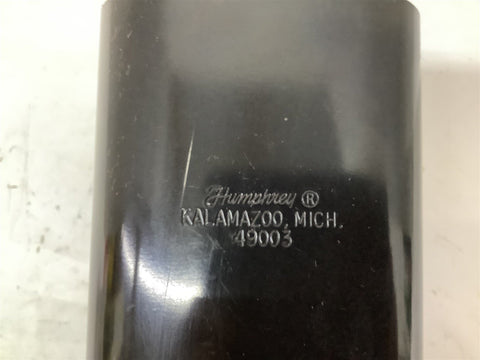 Humphrey ®
KALAMAZOO, MICH.
49003